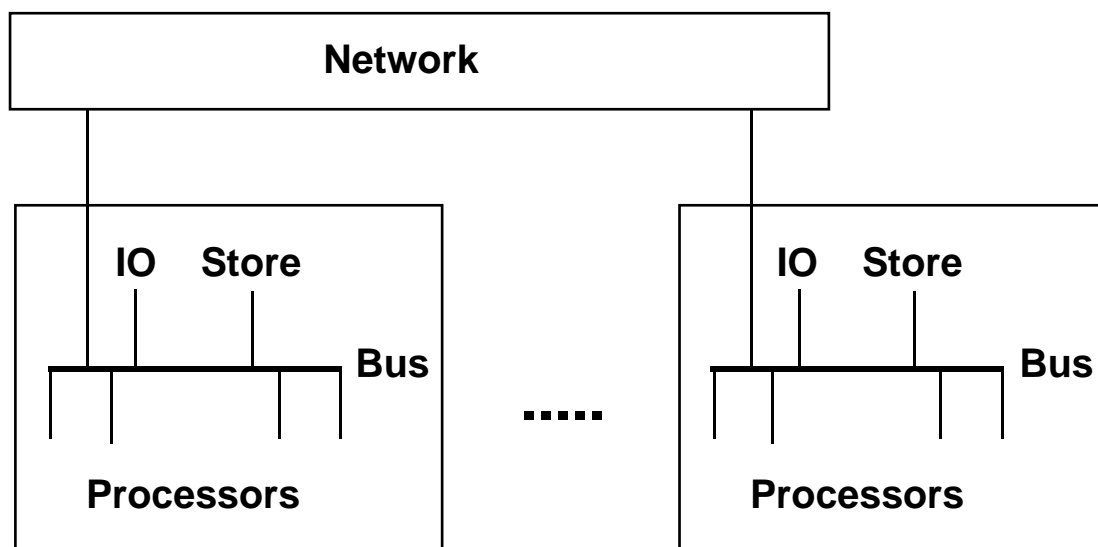 Network
IO Store
Bus
Processors
IO Store
Bus
Processors